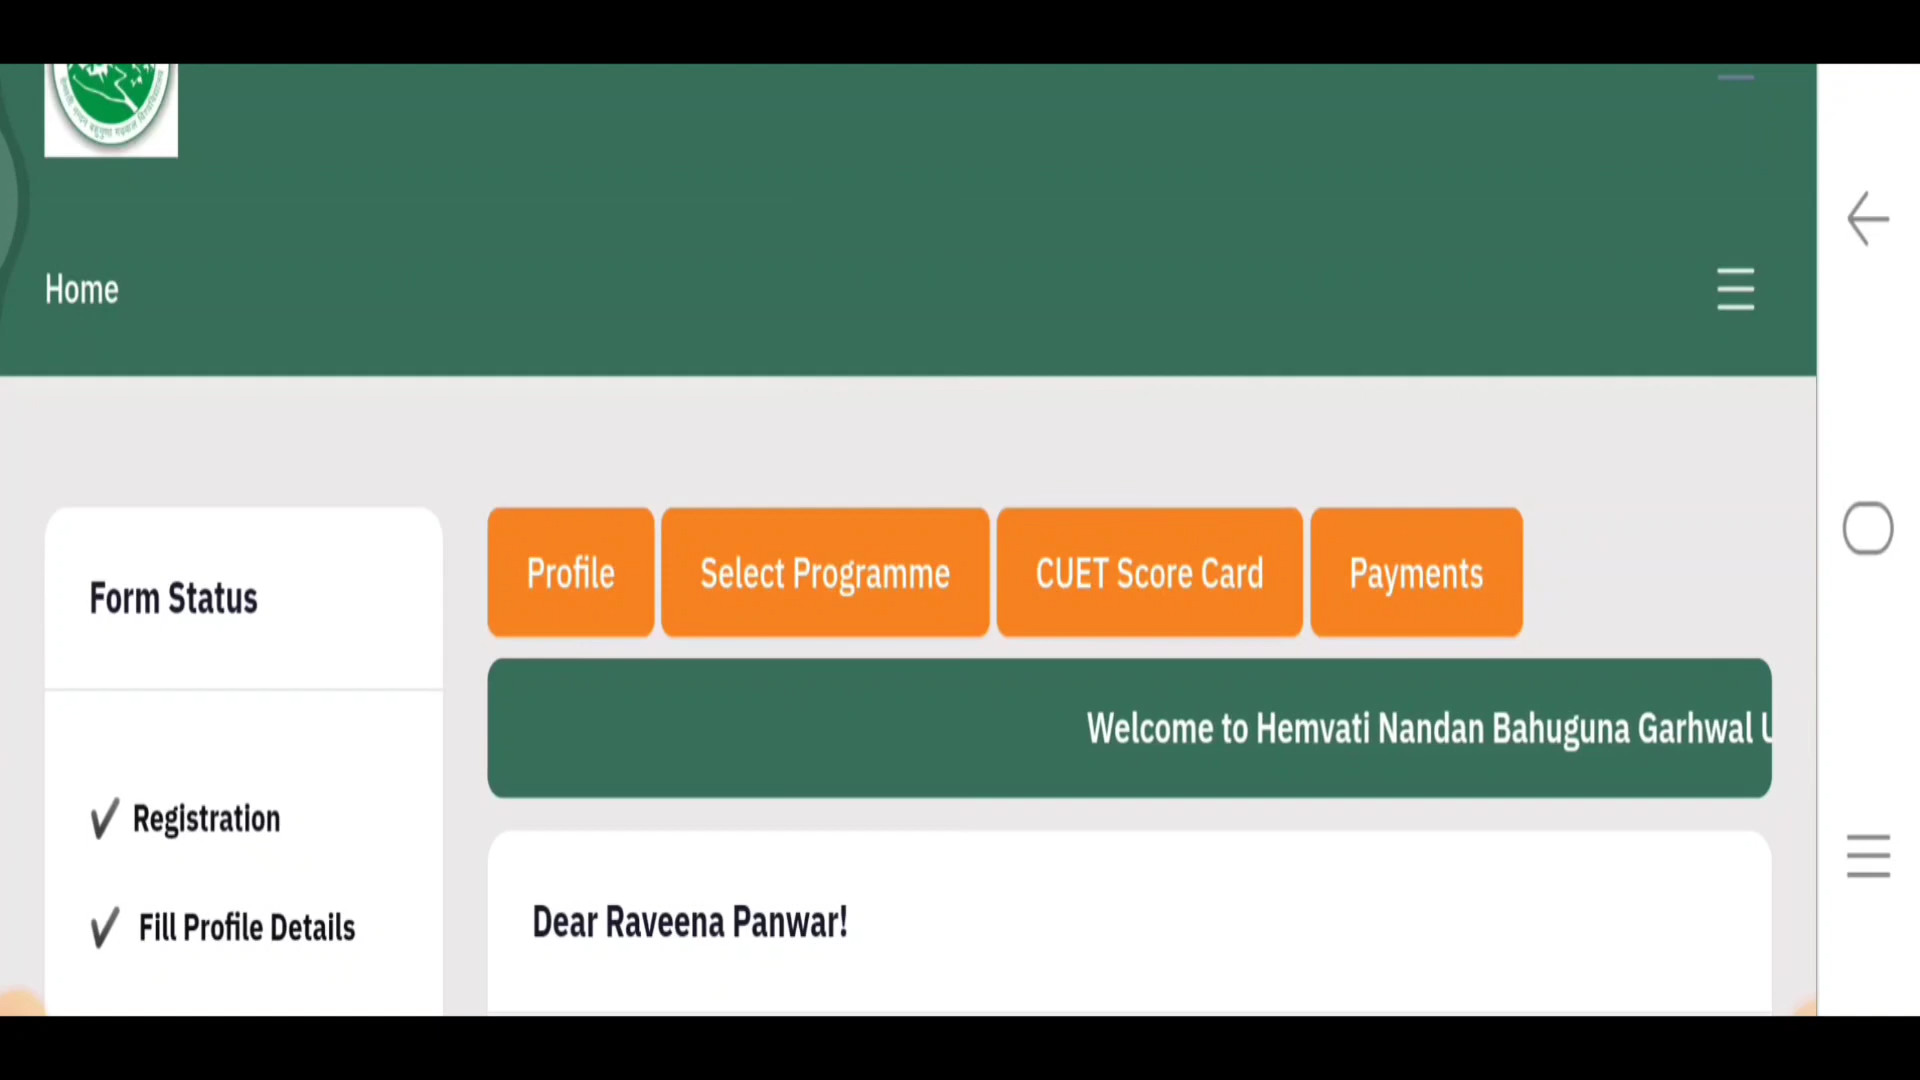 Home
Form Status
Profile
Select Programme
CUET Score Card
Payments
Welcome to Hemvati Nandan Bahuguna Garhwal U
✔ Registration
✔ Fill Profile Details
Dear Raveena Panwar!